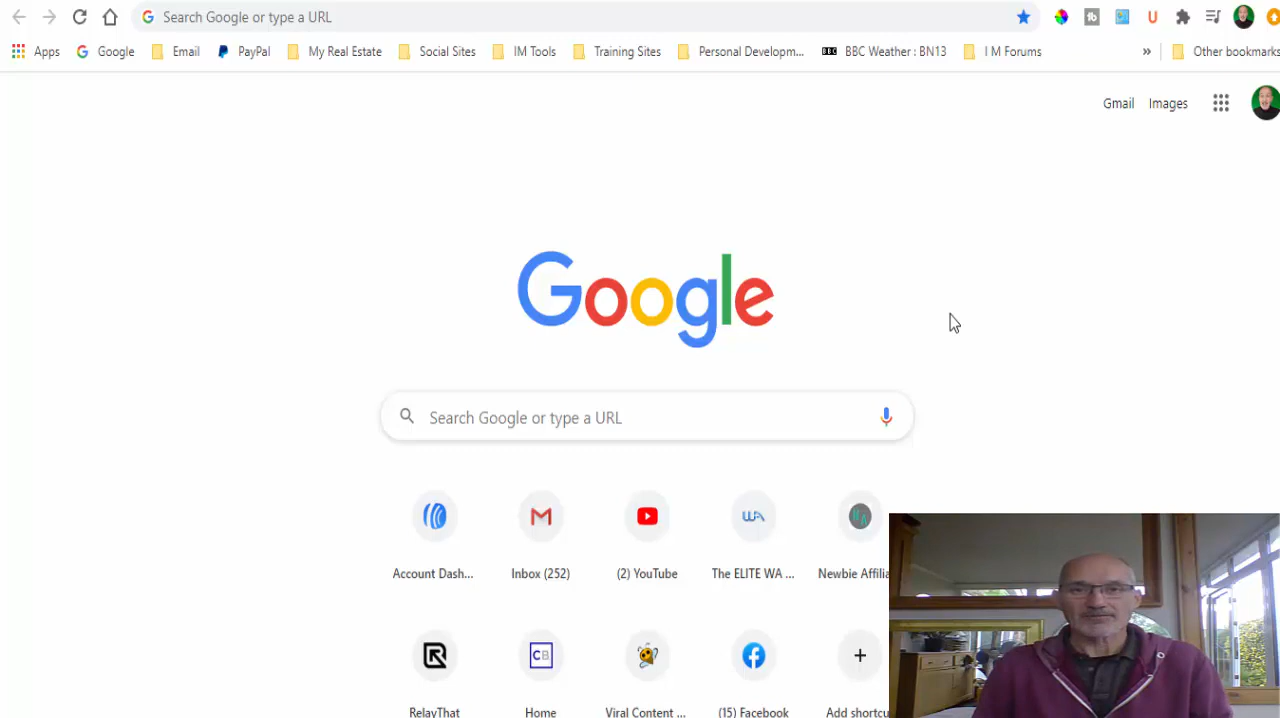 Search Google or type a URL
Apps Google Email PayPal My Real Estate Social Sites IM Tools Training Sites Personal Developm... BBC BBC Weather : BN13 I M Forums » Other bookmarks
Gmail Images
Google
Search Google or type a URL
Account Dash... Inbox (252) (2) YouTube The ELITE WA ... Newbie Affilia
RelayThat Home Viral Content ... (15) Facebook Add shortcu